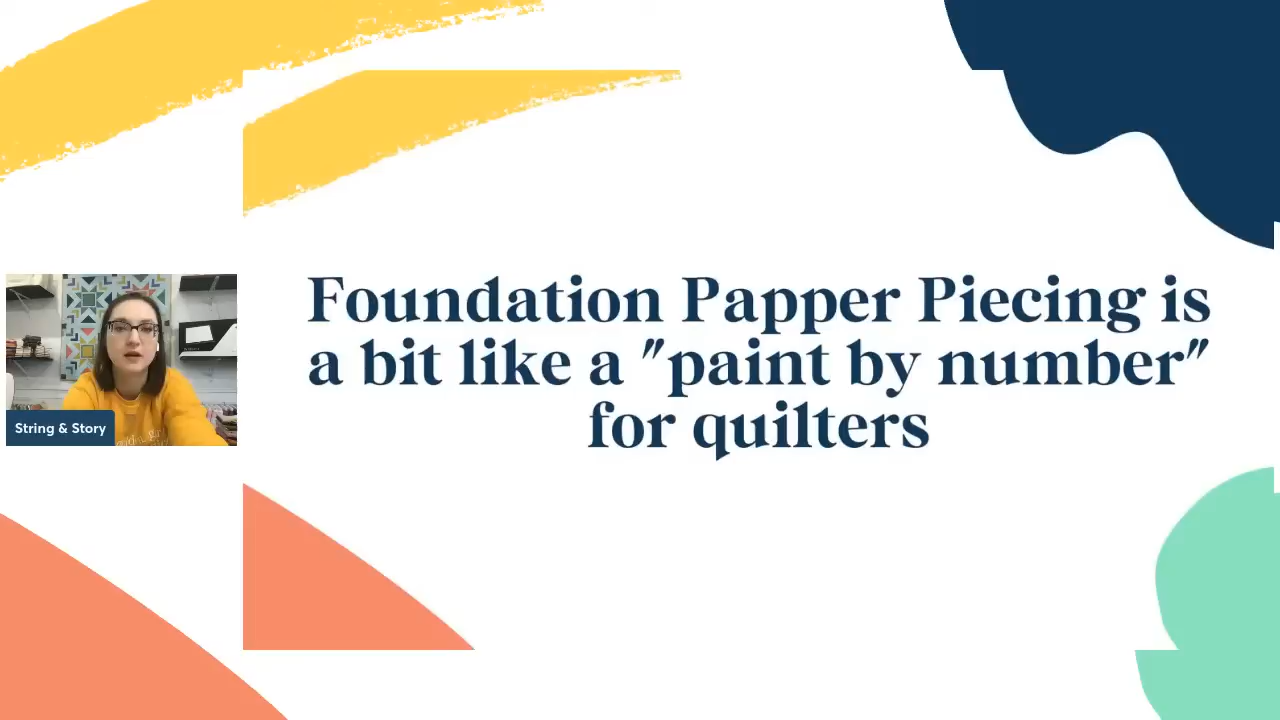 Foundation Papper Piecing is
a bit like a "paint by number"
for quilters
String & Story